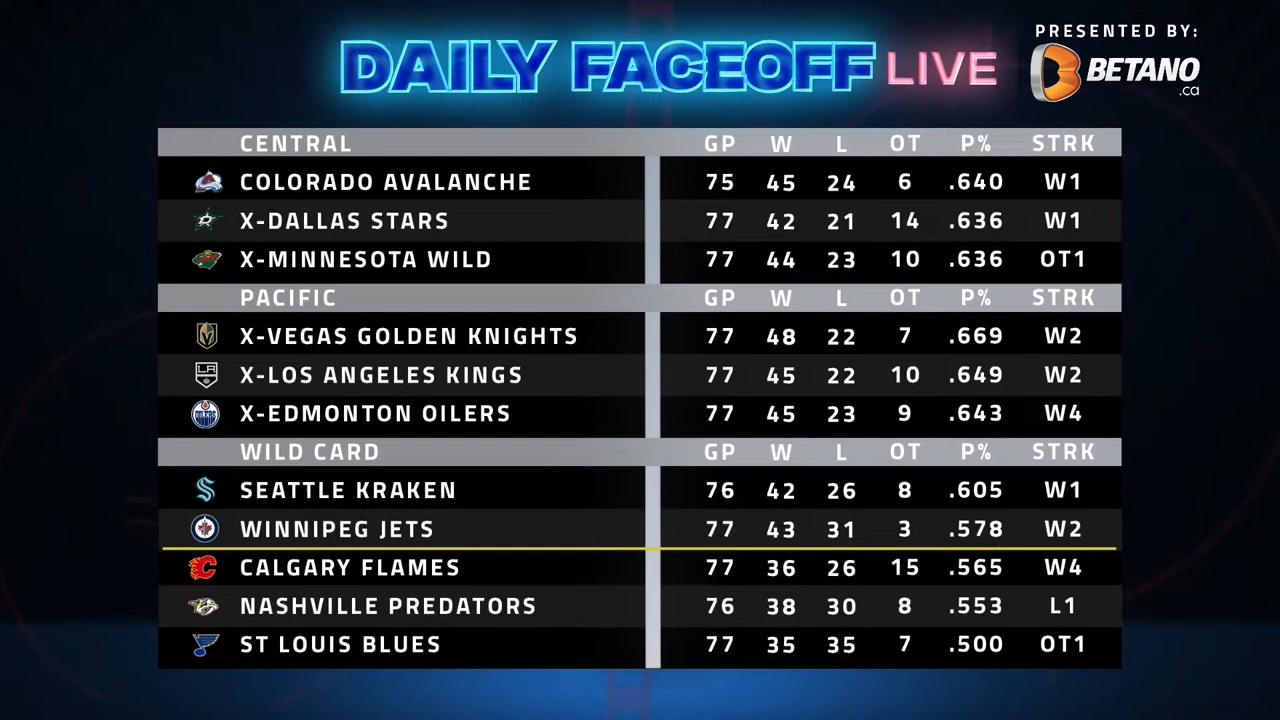 DAILY FACEOFF LIVE
PRESENTED BY:
BETANO
.ca
CENTRAL GP W L OT P% STRK
COLORADO AVALANCHE 75 45 24 6 .640 W1
X-DALLAS STARS 77 42 21 14 .636 W1
X-MINNESOTA WILD 77 44 23 10 .636 OT1
PACIFIC GP W L OT P% STRK
X-VEGAS GOLDEN KNIGHTS 77 48 22 7 .669 W2
LA
X-LOS ANGELES KINGS 77 45 22 10 .649 W2
OILERS
X-EDMONTON OILERS 77 45 23 9 .643 W4
WILD CARD GP W L OT P% STRK
SEATTLE KRAKEN 76 42 26 8 .605 W1
WINNIPEG JETS 77 43 31 3 .578 W2
CALGARY FLAMES 77 36 26 15 .565 W4
NASHVILLE PREDATORS 76 38 30 8 .553 L1
ST LOUIS BLUES 77 35 35 7 .500 OT1